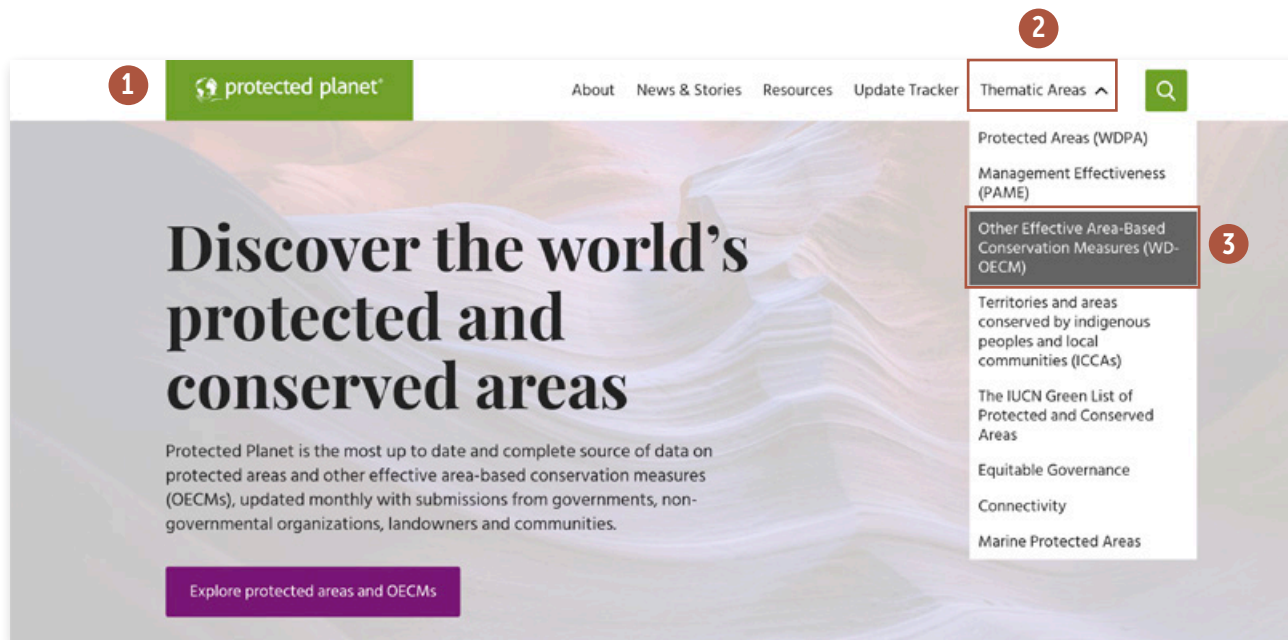 2
1
protected planet®
About News & Stories Resources Update Tracker Thematic Areas
Protected Areas (WDPA)
Management Effectiveness
(PAME)
Other Effective Area-Based
Conservation Measures (WD-
OECM)
3
Territories and areas
conserved by indigenous
peoples and local
communities (ICCAs)
The IUCN Green List of
Protected and Conserved
Areas
Equitable Governance
Connectivity
Marine Protected Areas
Discover the world's
protected and
conserved areas
Protected Planet is the most up to date and complete source of data on
protected areas and other effective area-based conservation measures
(OECMs), updated monthly with submissions from governments, non-
governmental organizations, landowners and communities.
Explore protected areas and OECMs